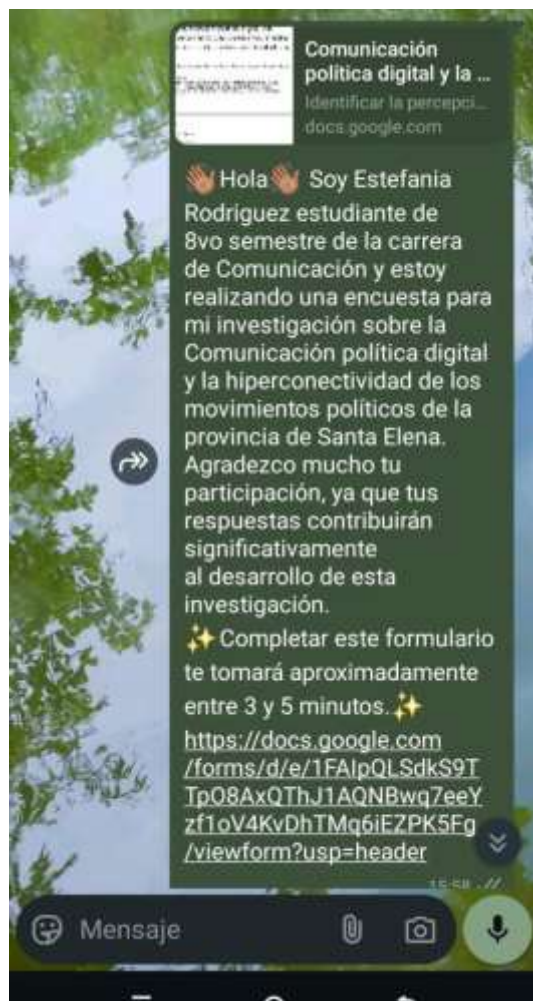 Comunicación
política digital y la ...
Identificar la percepci...
docs.google.com
👋Hola👋 Soy Estefania
Rodriguez estudiante de
8vo semestre de la carrera
de Comunicación y estoy
realizando una encuesta para
mi investigación sobre la
Comunicación política digital
y la hiperconectividad de los
movimientos políticos de la
provincia de Santa Elena.
Agradezco mucho tu
participación, ya que tus
respuestas contribuirán
significativamente
al desarrollo de esta
investigación.
✨Completar este formulario
te tomará aproximadamente
entre 3 y 5 minutos.✨
https://docs.google.com
/forms/d/e/1FAIpQLSdkS9T
TpO8AxQThJ1AQNBwq7eeY
zf1oV4KvDhTMq6iEZPK5Fg
/viewform?usp=header
15:58
Mensaje